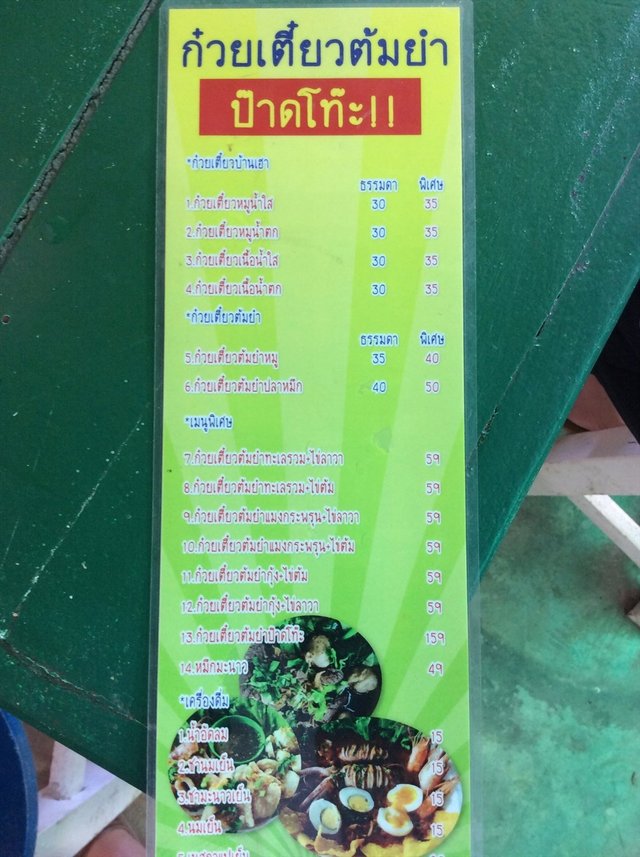 ก๋วยเตี๋ยวต้มยำ
ป๊าดโท๊ะ!!
*ก๋วยเตี๋ยวบ้านเฮา
ธรรมดา พิเศษ
1.ก๋วยเตี๋ยวหมูน้ำใส 30 35
2.ก๋วยเตี๋ยวหมูน้ำตก 30 35
3.ก๋วยเตี๋ยวเนื้อน้ำใส 30 35
4.ก๋วยเตี๋ยวเนื้อน้ำตก 30 35
*ก๋วยเตี๋ยวต้มยำ
ธรรมดา พิเศษ
5.ก๋วยเตี๋ยวต้มยำหมู 35 40
6.ก๋วยเตี๋ยวต้มยำปลาหมึก 40 50
*เมนูพิเศษ
7.ก๋วยเตี๋ยวต้มยำทะเลรวม+ไข่ลาวา 59
8.ก๋วยเตี๋ยวต้มยำทะเลรวม+ไข่ต้ม 59
9.ก๋วยเตี๋ยวต้มยำแมงกระพรุน+ไข่ลาวา 59
10.ก๋วยเตี๋ยวต้มยำแมงกระพรุน+ไข่ต้ม 59
11.ก๋วยเตี๋ยวต้มยำกุ้ง+ไข่ต้ม 59
12.ก๋วยเตี๋ยวต้มยำกุ้ง+ไข่ลาวา 59
13.ก๋วยเตี๋ยวต้มยำป๊าดโท๊ะ 159
14.หมึกมะนาว 49
*เครื่องดื่ม
1.น้ำอัดลม 15
2.ชานมเย็น 15
3.ชามะนาวเย็น 15
4.นมเย็น 15